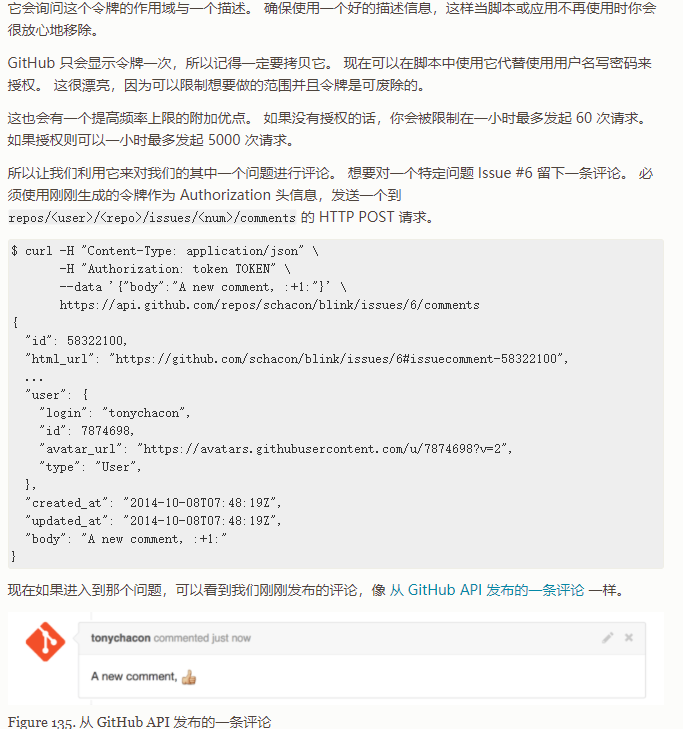 它会询问这个令牌的作用域与一个描述。 确保使用一个好的描述信息，这样当脚本或应用不再使用时你会
很放心地移除。
GitHub 只会显示令牌一次，所以记得一定要拷贝它。 现在可以在脚本中使用它代替使用用户名写密码来
授权。 这很漂亮，因为可以限制想要做的范围并且令牌是可废除的。
这也会有一个提高频率上限的附加优点。 如果没有授权的话，你会被限制在一小时最多发起 60 次请求。
如果授权则可以一小时最多发起 5000 次请求。
所以让我们利用它来对我们的其中一个问题进行评论。 想要对一个特定问题 Issue #6 留下一条评论。 必
须使用刚刚生成的令牌作为 Authorization 头信息，发送一个到
repos/<user>/<repo>/issues/<num>/comments 的 HTTP POST 请求。
$ curl -H "Content-Type: application/json" \
-H "Authorization: token TOKEN" \
--data '{"body":"A new comment, :+1:"}' \
https://api.github.com/repos/schacon/blink/issues/6/comments
{
"id": 58322100,
"html_url": "https://github.com/schacon/blink/issues/6#issuecomment-58322100",
...
"user": {
"login": "tonychacon",
"id": 7874698,
"avatar_url": "https://avatars.githubusercontent.com/u/7874698?v=2",
"type": "User",
},
"created_at": "2014-10-08T07:48:19Z",
"updated_at": "2014-10-08T07:48:19Z",
"body": "A new comment, :+1:"
}
现在如果进入到那个问题，可以看到我们刚刚发布的评论，像 从 GitHub API 发布的一条评论 一样。
tonychacon commented just now
A new comment, 👍
Figure 135. 从 GitHub API 发布的一条评论